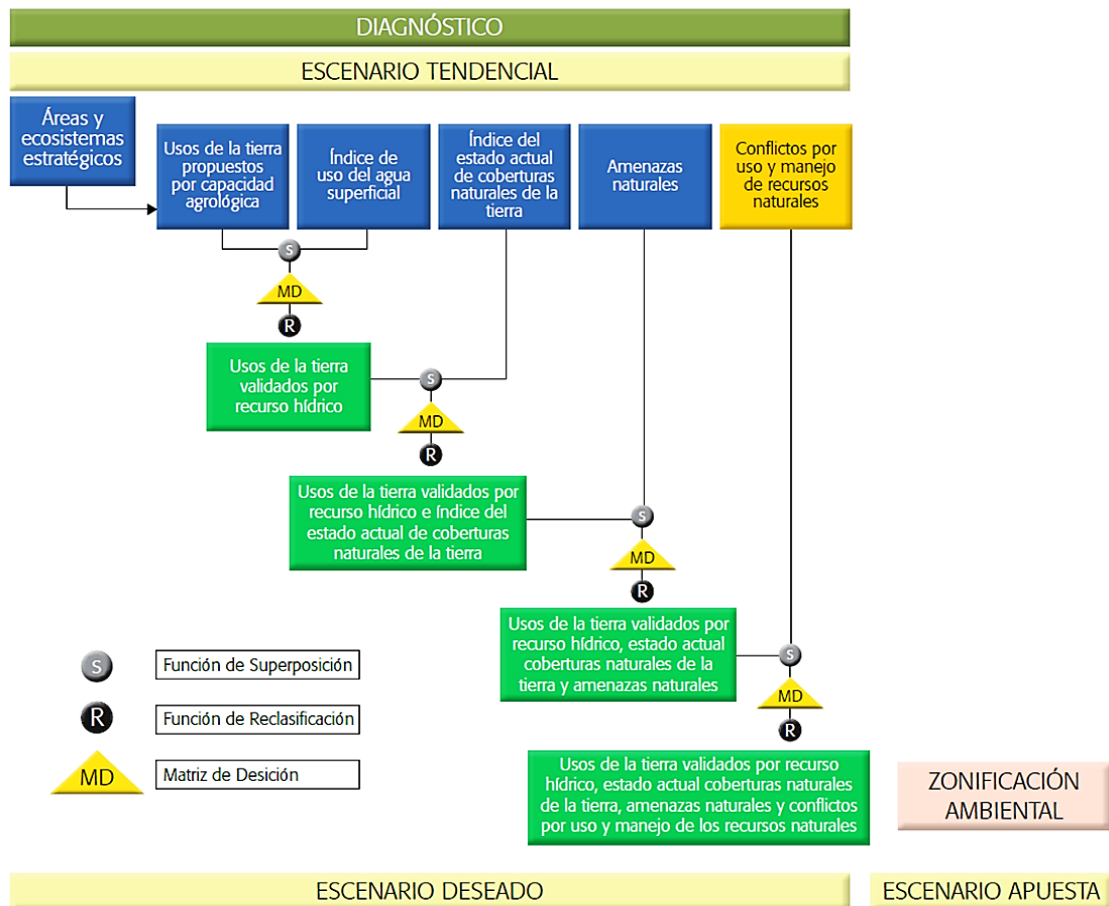 DIAGNÓSTICO
ESCENARIO TENDENCIAL
Áreas y
ecosistemas
estratégicos
Usos de la tierra
propuestos
por capacidad
agrológica
Índice de
uso del agua
superficial
Índice del
estado actual
de coberturas
naturales de la
tierra
Amenazas
naturales
Conflictos por
uso y manejo
de recursos
naturales
S
MD
R
Usos de la tierra
validados por
recurso hídrico
S
MD
R
Usos de la tierra validados por
recurso hídrico e índice del
estado actual de coberturas
naturales de la tierra
S
MD
R
Usos de la tierra validados por
recurso hídrico, estado actual
coberturas naturales de la
tierra y amenazas naturales
S
MD
R
Usos de la tierra validados por recurso
hídrico, estado actual coberturas naturales
de la tierra, amenazas naturales y conflictos
por uso y manejo de los recursos naturales
S Función de Superposición
R Función de Reclasificación
MD Matriz de Desición
ZONIFICACIÓN
AMBIENTAL
ESCENARIO DESEADO
ESCENARIO APUESTA